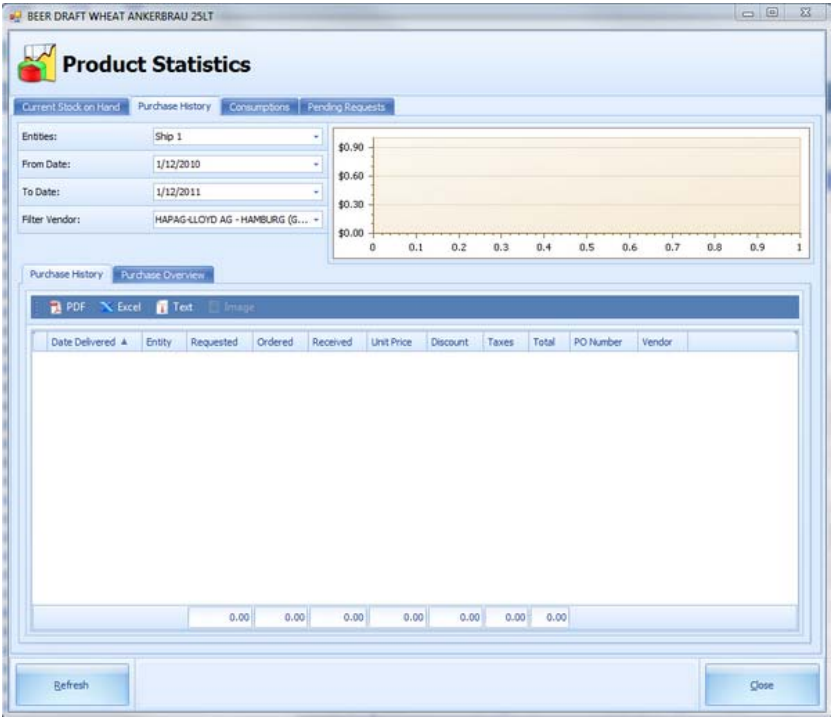 BEER DRAFT WHEAT ANKERBRAU 25LT
Product Statistics
Current Stock on Hand Purchase History Consumptions Pending Requests
Entities: Ship 1
From Date: 1/12/2010
To Date: 1/12/2011
Filter Vendor: HAPAG-LLOYD AG - HAMBURG (G...
$0.90
$0.60
$0.30
$0.00
0 0.1 0.2 0.3 0.4 0.5 0.6 0.7 0.8 0.9 1
Purchase History Purchase Overview
PDF Excel Text Image
Date Delivered Entity Requested Ordered Received Unit Price Discount Taxes Total PO Number Vendor
0.00 0.00 0.00 0.00 0.00 0.00 0.00
Refresh Close